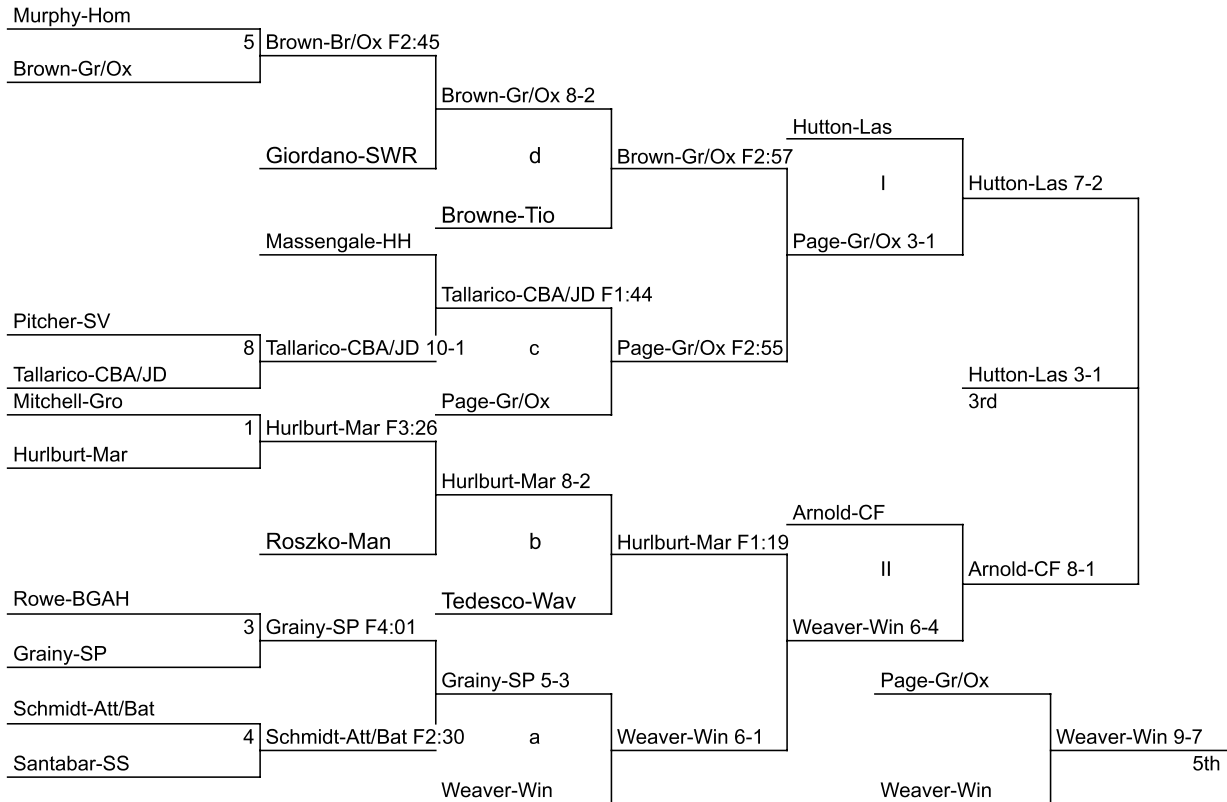 Murphy-Hom
5 Brown-Br/Ox F2:45
Brown-Gr/Ox
Brown-Gr/Ox 8-2
Hutton-Las
Giordano-SWR
d
Brown-Gr/Ox F2:57
I
Hutton-Las 7-2
Browne-Tio
Massengale-HH
Page-Gr/Ox 3-1
Tallarico-CBA/JD F1:44
Pitcher-SV
8 Tallarico-CBA/JD 10-1
c
Page-Gr/Ox F2:55
Tallarico-CBA/JD
Hutton-Las 3-1
3rd
Mitchell-Gro
Page-Gr/Ox
1 Hurlburt-Mar F3:26
Hurlburt-Mar
Hurlburt-Mar 8-2
Arnold-CF
Roszko-Man
b
Hurlburt-Mar F1:19
II
Arnold-CF 8-1
Rowe-BGAH
Tedesco-Wav
3 Grainy-SP F4:01
Weaver-Win 6-4
Grainy-SP
Grainy-SP 5-3
Page-Gr/Ox
Schmidt-Att/Bat
4 Schmidt-Att/Bat F2:30
a
Weaver-Win 6-1
Weaver-Win 9-7
5th
Santabar-SS
Weaver-Win
Weaver-Win